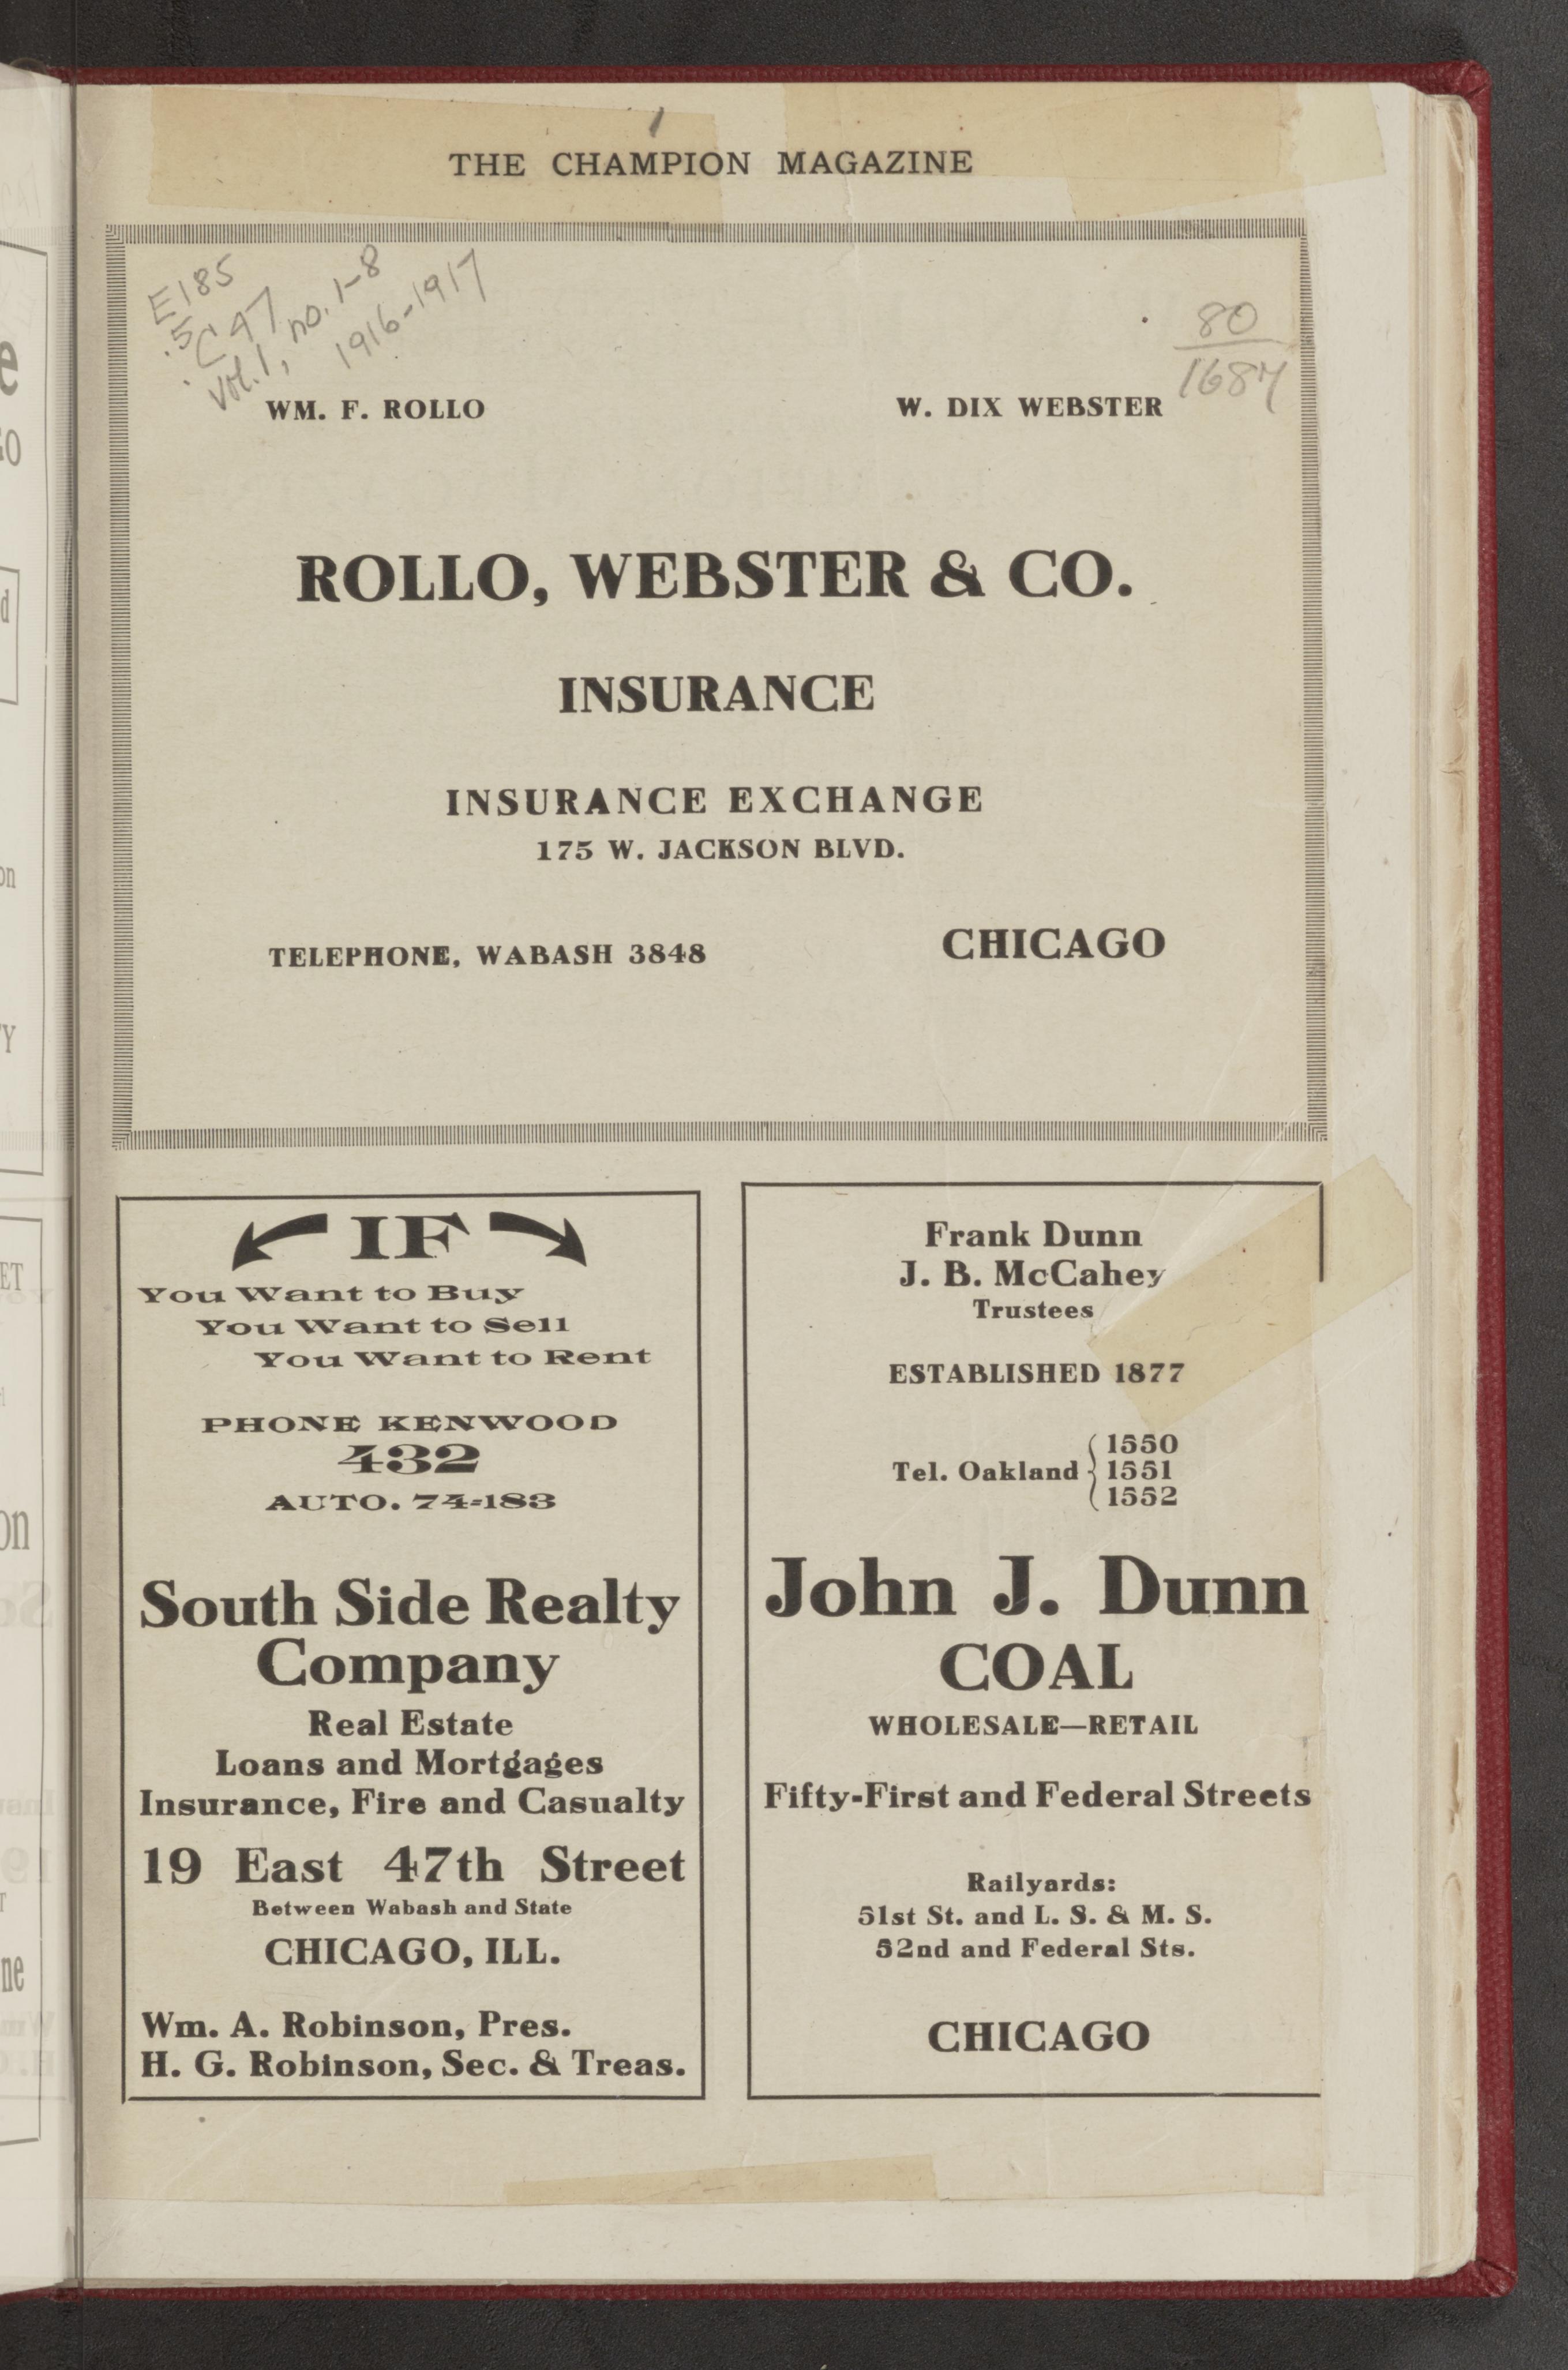 THE CHAMPION MAGAZINE
E185
.5
.C47
vol.1, no. 1-8
1916-1917
80
1684
WM. F. ROLLO W. DIX WEBSTER
ROLLO, WEBSTER & CO.
INSURANCE
INSURANCE EXCHANGE
175 W. JACKSON BLVD.
TELEPHONE, WABASH 3848 CHICAGO
IF
You Want to Buy
You Want to Sell
You Want to Rent
PHONE KENWOOD
432
AUTO. 74-183
South Side Realty
Company
Real Estate
Loans and Mortgages
Insurance, Fire and Casualty
19 East 47th Street
Between Wabash and State
CHICAGO, ILL.
Wm. A. Robinson, Pres.
H. G. Robinson, Sec. & Treas.
Frank Dunn
J. B. McCahey
Trustees
ESTABLISHED 1877
Tel. Oakland { 1550
1551
1552
John J. Dunn
COAL
WHOLESALE—RETAIL
Fifty-First and Federal Streets
Railyards:
51st St. and L. S. & M. S.
52nd and Federal Sts.
CHICAGO